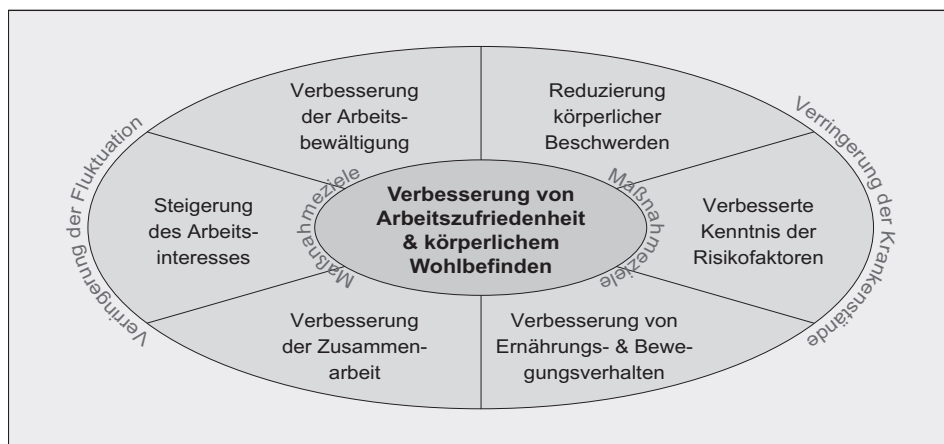 Verbesserung
der Arbeits-
bewältigung
Reduzierung
körperlicher
Beschwerden
Verringerung der Fluktuation
Steigerung
des Arbeits-
interesses
Maßnahmeziele
Verbesserung von
Arbeitszufriedenheit
& körperlichem
Wohlbefinden
Maßnahmeziele
Verbesserte
Kenntnis der
Risikofaktoren
Verringerung der Krankenstände
Verbesserung
der Zusammen-
arbeit
Verbesserung von
Ernährungs- & Bewe-
gungsverhalten